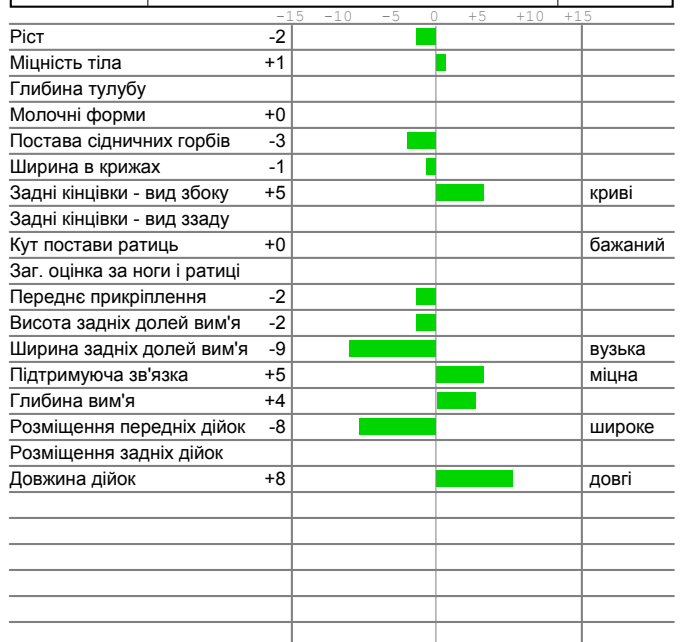 -15 -10 -5 0 +5 +10 +15
Ріст -2
Міцність тіла +1
Глибина тулубу
Молочні форми +0
Постава сідничних горбів -3
Ширина в крижах -1
Задні кінцівки - вид збоку +5 криві
Задні кінцівки - вид ззаду
Кут постави ратиць +0 бажаний
Заг. оцінка за ноги і ратиці
Переднє прикріплення -2
Висота задніх долей вим'я -2
Ширина задніх долей вим'я -9 вузька
Підтримуюча зв'язка +5 міцна
Глибина вим'я +4
Розміщення передніх дійок -8 широке
Розміщення задніх дійок
Довжина дійок +8 довгі